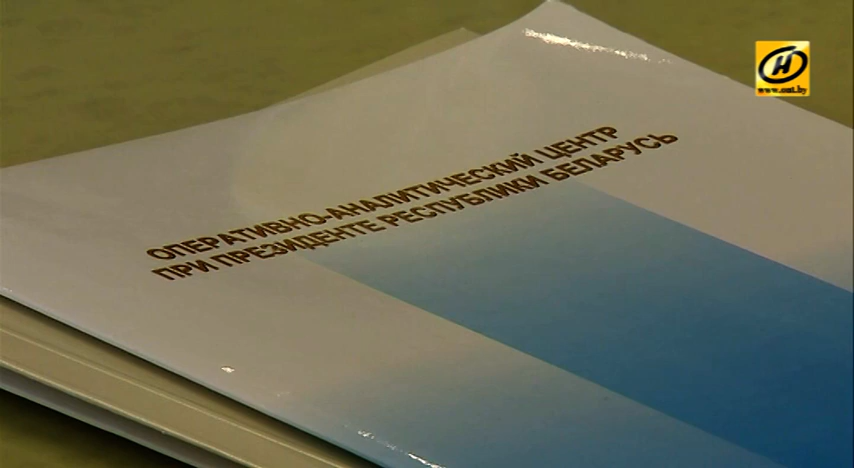 ОПЕРАТИВНО-АНАЛИТИЧЕСКИЙ ЦЕНТР
ПРИ ПРЕЗИДЕНТЕ РЕСПУБЛИКИ БЕЛАРУСЬ
www.ont.by